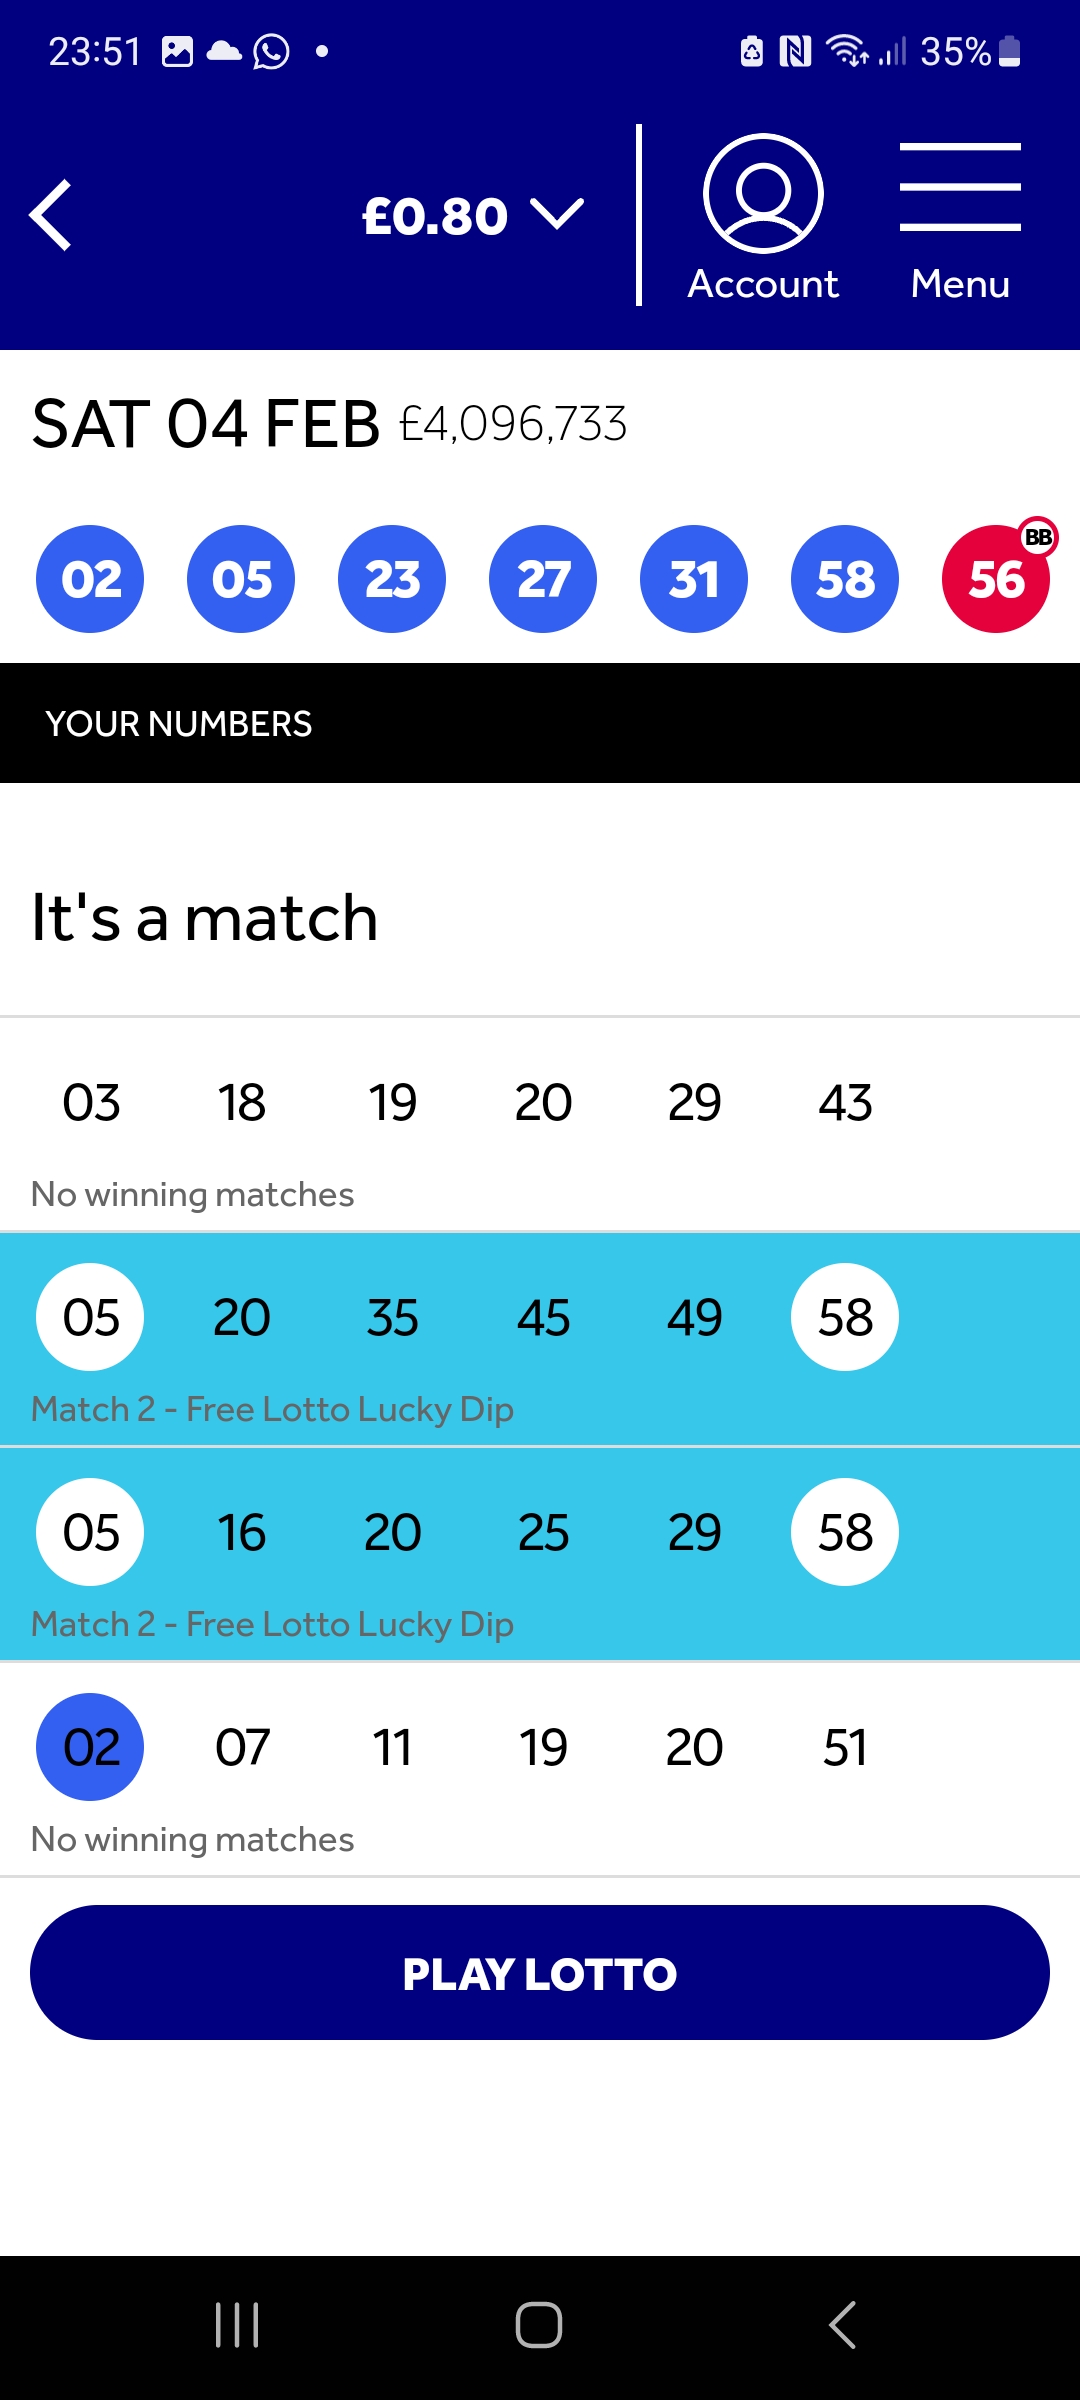 23:51 35%
£0.80
Account Menu
SAT 04 FEB £4,096,733
BB
02 05 23 27 31 58 56
YOUR NUMBERS
It's a match
03 18 19 20 29 43
No winning matches
05 20 35 45 49 58
Match 2 - Free Lotto Lucky Dip
05 16 20 25 29 58
Match 2 - Free Lotto Lucky Dip
02 07 11 19 20 51
No winning matches
PLAY LOTTO